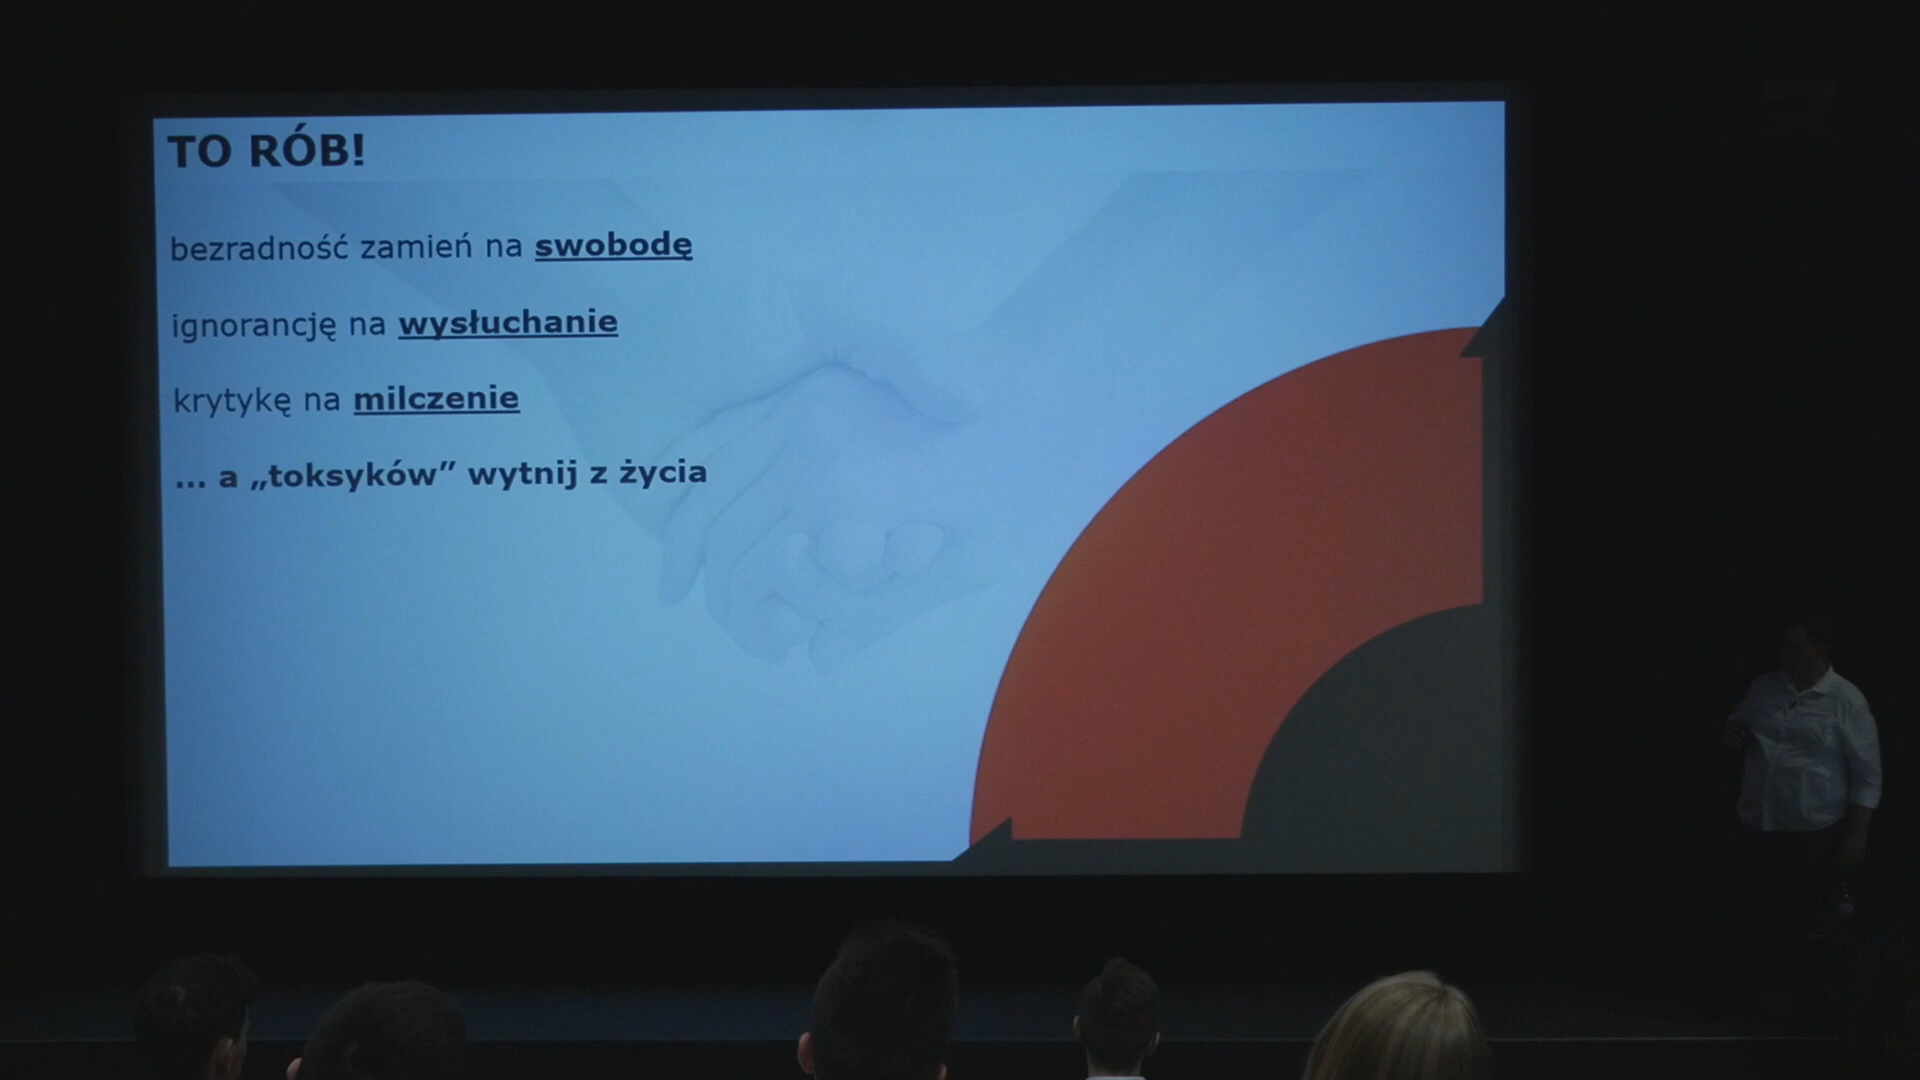 TO RÓB!
bezradność zamień na swobodę
ignorancję na wysłuchanie
krytykę na milczenie
... a „toksyków” wytnij z życia